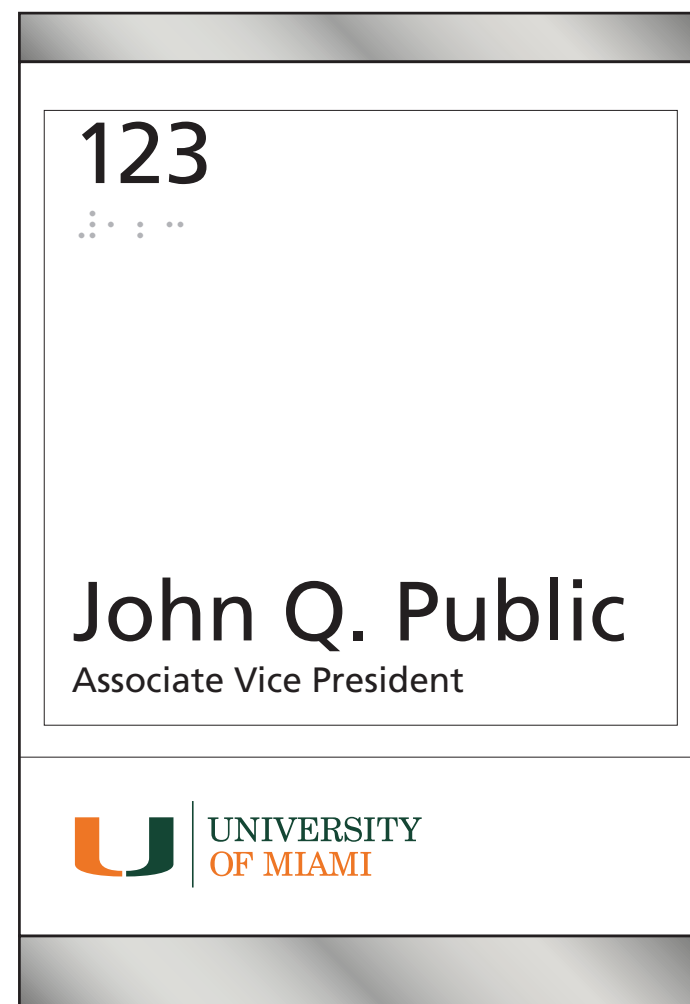 123
⠼⠁⠃⠉
John Q. Public
Associate Vice President
UNIVERSITY
OF MIAMI